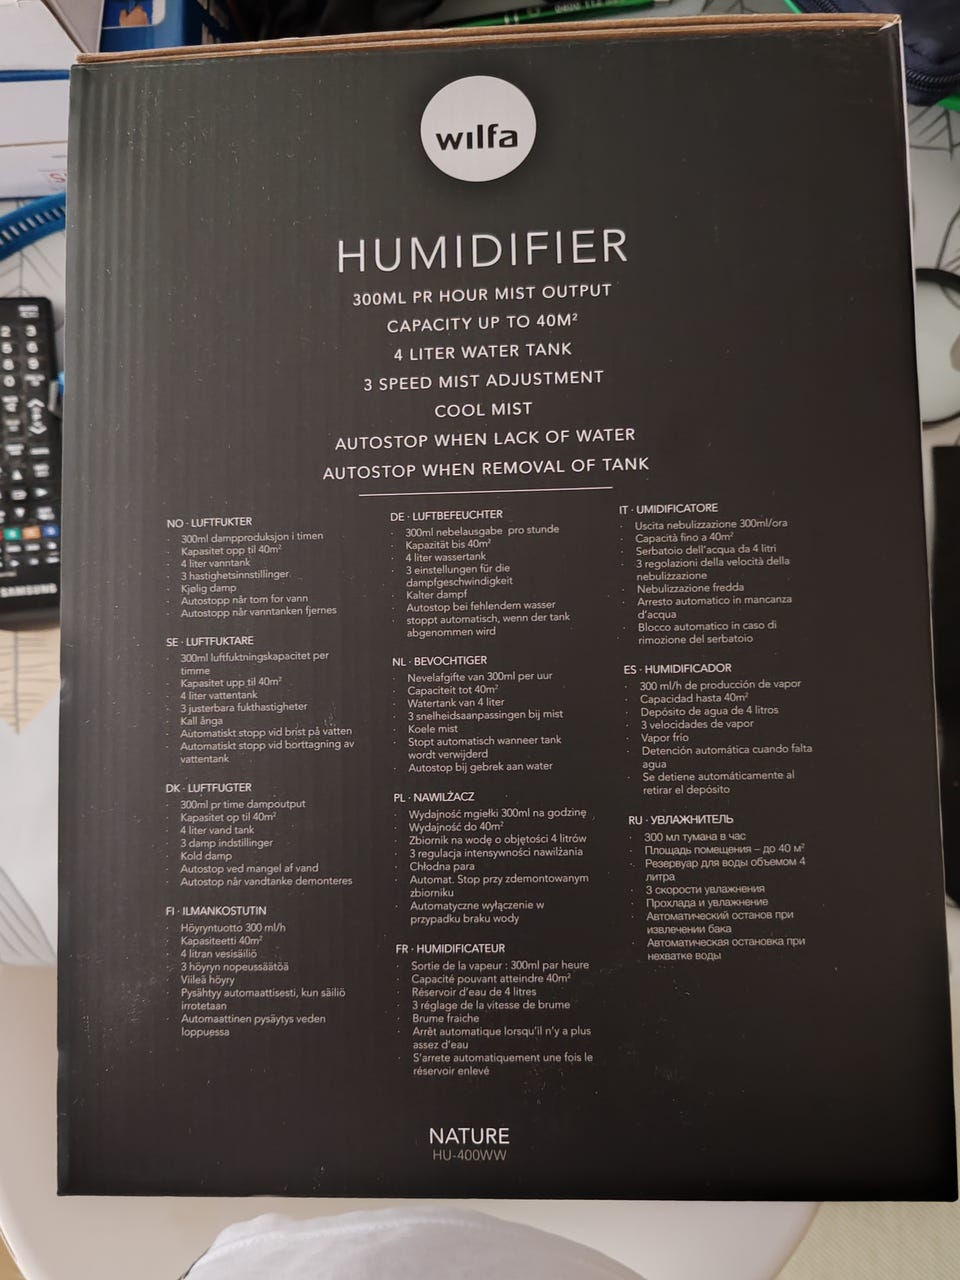 wilfa
HUMIDIFIER
300ML PR HOUR MIST OUTPUT
CAPACITY UP TO 40M²
4 LITER WATER TANK
3 SPEED MIST ADJUSTMENT
COOL MIST
AUTOSTOP WHEN LACK OF WATER
AUTOSTOP WHEN REMOVAL OF TANK
NO · LUFTFUKTER
· 300ml dampproduksjon i timen
· Kapasitet opp til 40m²
· 4 liter vanntank
· 3 hastighetsinnstillinger
· Kjølig damp
· Autostopp når tom for vann
· Autostopp når vanntanken fjernes
SE · LUFTFUKTARE
· 300ml luftfuktningskapacitet per
timme
· Kapasitet upp til 40m²
· 4 liter vattentank
· 3 justerbara fukthastigheter
· Kall ånga
· Automatiskt stopp vid brist på vatten
· Automatiskt stopp vid borttagning av
vattentank
DK · LUFTFUGTER
· 300ml pr time dampoutput
· Kapasitet op til 40m²
· 4 liter vand tank
· 3 damp indstillinger
· Kold damp
· Autostop ved mangel af vand
· Autostop når vandtanke demonteres
FI · ILMANKOSTUTIN
· Höyryntuotto 300 ml/h
· Kapasiteetti 40m²
· 4 litran vesisäiliö
· 3 höyryn nopeussäätöä
· Viileä höyry
· Pysähtyy automaattisesti, kun säiliö
irrotetaan
· Automaattinen pysäytys veden
loppuessa
DE · LUFTBEFEUCHTER
· 300ml nebelausgabe pro stunde
· Kapazität bis 40m²
· 4 liter wassertank
· 3 einstellungen für die
dampfgeschwindigkeit
· Kalter dampf
· Autostop bei fehlendem wasser
· stoppt automatisch, wenn der tank
abgenommen wird
NL · BEVOCHTIGER
· Nevelafgifte van 300ml per uur
· Capaciteit tot 40m²
· Watertank van 4 liter
· 3 snelheidsaanpassingen bij mist
· Koele mist
· Stopt automatisch wanneer tank
wordt verwijderd
· Autostop bij gebrek aan water
PL · NAWILŻACZ
· Wydajność mgiełki 300ml na godzinę
· Wydajność do 40m²
· Zbiornik na wodę o objętości 4 litrów
· 3 regulacja intensywności nawilżania
· Chłodna para
· Automat. Stop przy zdemontowanym
zbiorniku
· Automatyczne wyłączenie w
przypadku braku wody
FR · HUMIDIFICATEUR
· Sortie de la vapeur : 300ml par heure
· Capacité pouvant atteindre 40m²
· Réservoir d'eau de 4 litres
· 3 réglage de la vitesse de brume
· Brume fraiche
· Arrêt automatique lorsqu'il n'y a plus
assez d'eau
· S'arrete automatiquement une fois le
réservoir enlevé
IT · UMIDIFICATORE
· Uscita nebulizzazione 300ml/ora
· Capacità fino a 40m²
· Serbatoio dell'acqua da 4 litri
· 3 regolazioni della velocità della
nebulizzazione
· Nebulizzazione fredda
· Arresto automatico in mancanza
d'acqua
· Blocco automatico in caso di
rimozione del serbatoio
ES · HUMIDIFICADOR
· 300 ml/h de producción de vapor
· Capacidad hasta 40m²
· Depósito de agua de 4 litros
· 3 velocidades de vapor
· Vapor frío
· Detención automática cuando falta
agua
· Se detiene automáticamente al
retirar el depósito
RU · УВЛАЖНИТЕЛЬ
· 300 мл тумана в час
· Площадь помещения – до 40 м²
· Резервуар для воды объемом 4
литра
· 3 скорости увлажнения
· Прохлада и увлажнение
· Автоматический останов при
извлечении бака
· Автоматическая остановка при
нехватке воды
NATURE
HU-400WW
SAMSUNG